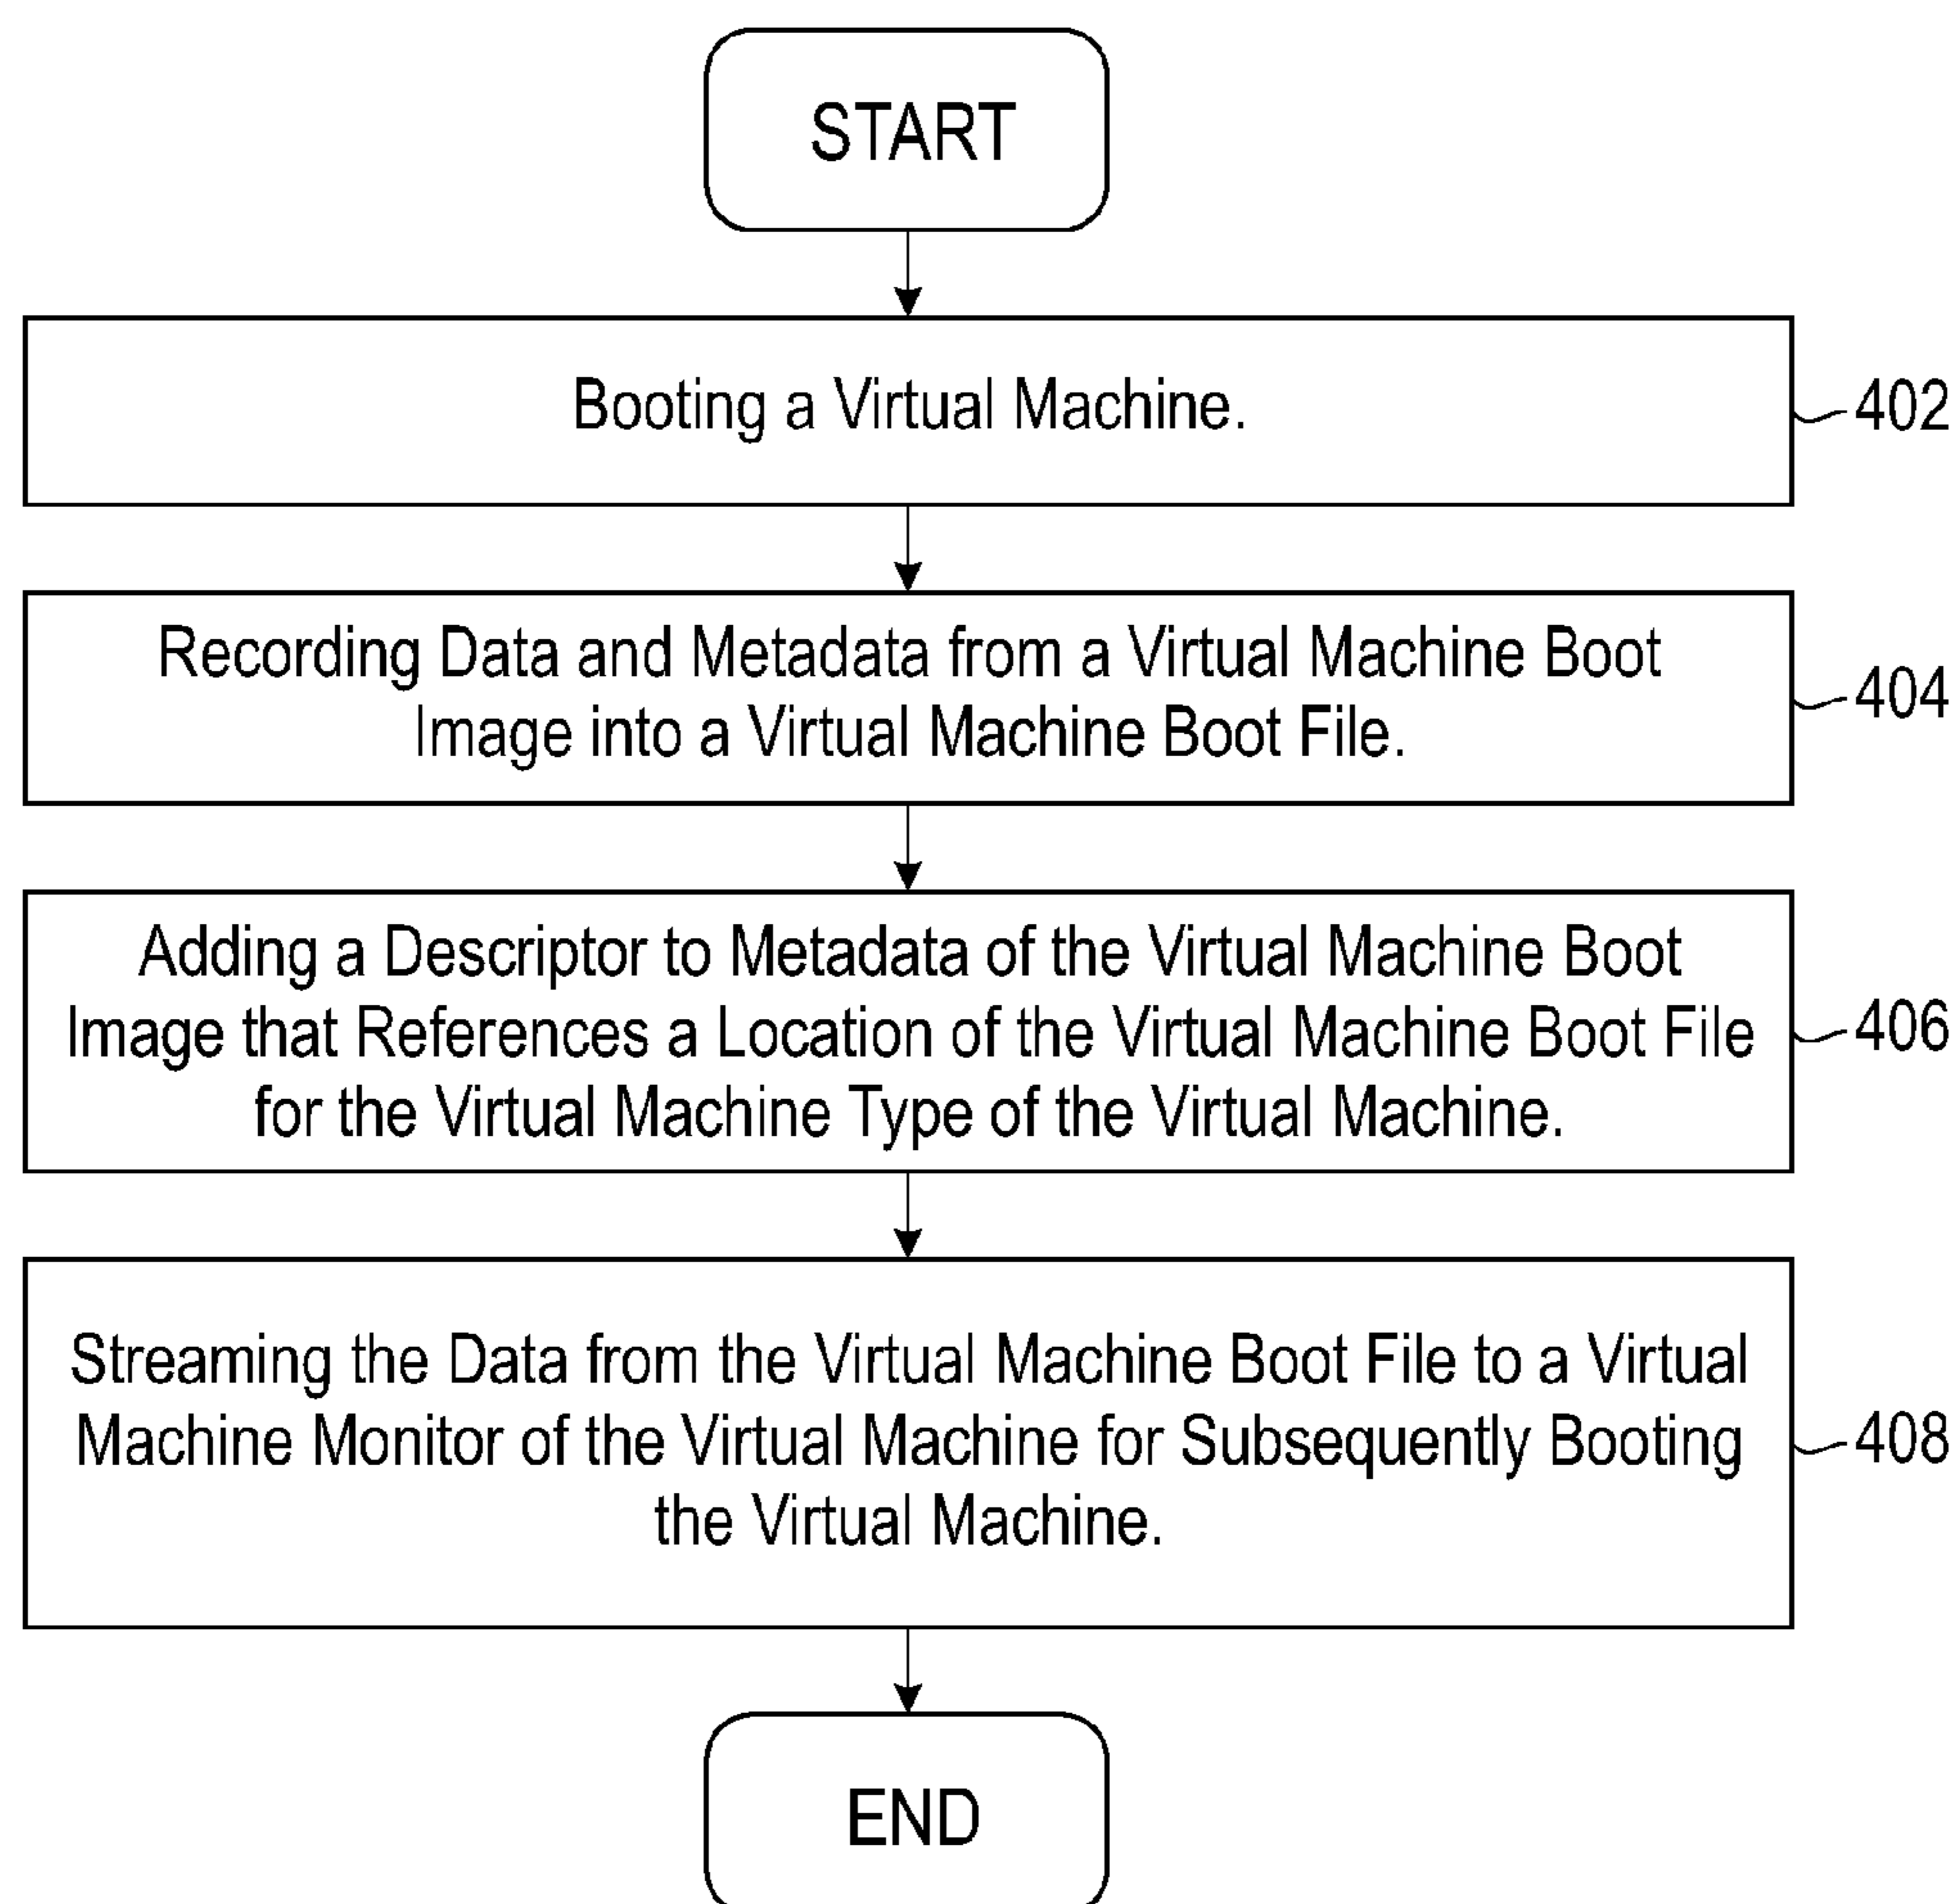 START
Booting a Virtual Machine.
402
Recording Data and Metadata from a Virtual Machine Boot
Image into a Virtual Machine Boot File.
404
Adding a Descriptor to Metadata of the Virtual Machine Boot
Image that References a Location of the Virtual Machine Boot File
for the Virtual Machine Type of the Virtual Machine.
406
Streaming the Data from the Virtual Machine Boot File to a Virtual
Machine Monitor of the Virtual Machine for Subsequently Booting
the Virtual Machine.
408
END